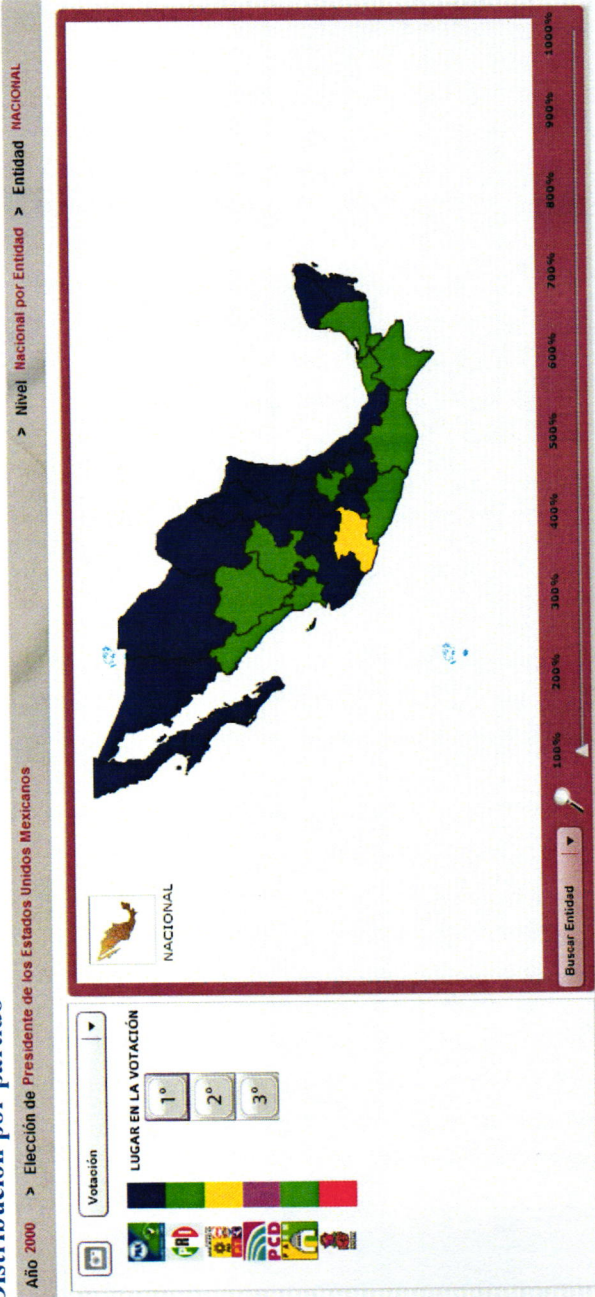 Distribución por partido
Año 2000 > Elección de Presidente de los Estados Unidos Mexicanos > Nivel Nacional por Entidad > Entidad NACIONAL
Votación
LUGAR EN LA VOTACIÓN
1°
2°
3°
PRI
PCD
NACIONAL
Buscar Entidad
100% 200% 300% 400% 500% 600% 700% 800% 900% 1000%